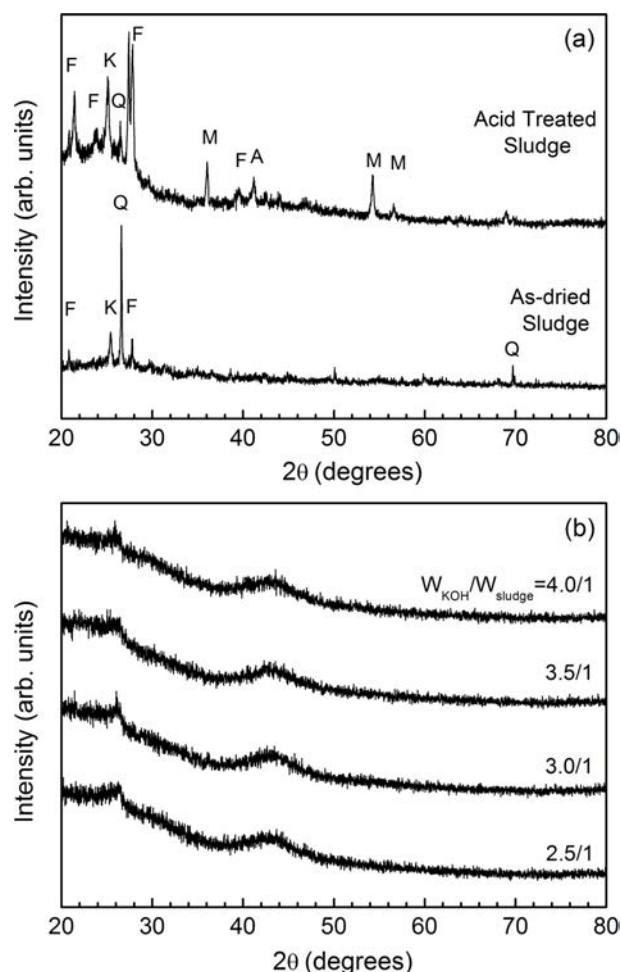 (a)
F
F
K
Q
F
M
F
A
M
M
Acid Treated
Sludge
Q
F
K
F
As-dried
Sludge
Q
Intensity (arb. units)
20 30 40 50 60 70 80
2θ (degrees)
(b)
W_KOH/W_sludge=4.0/1
3.5/1
3.0/1
2.5/1
Intensity (arb. units)
20 30 40 50 60 70 80
2θ (degrees)